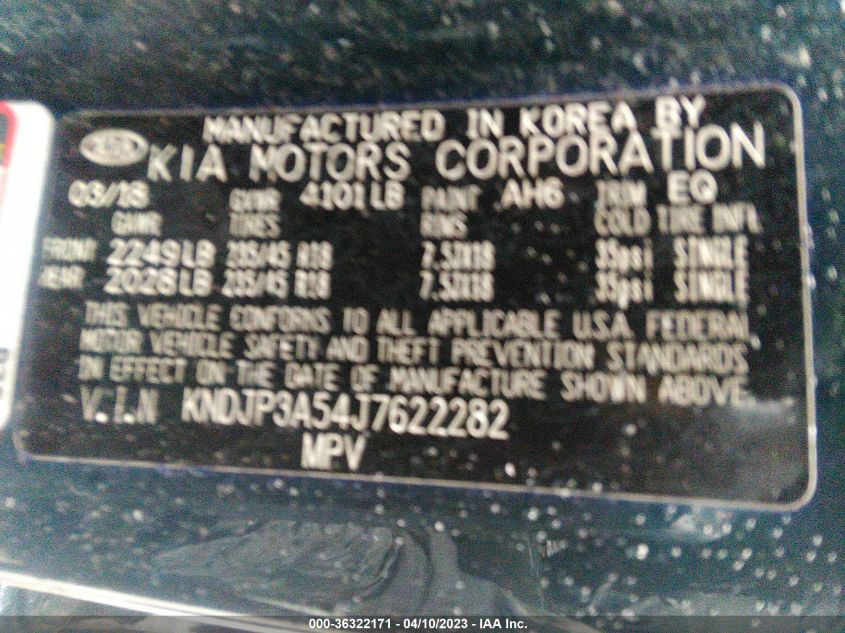 MANUFACTURED IN KOREA BY
KIA MOTORS CORPORATION
03/18 GVWR 4101LB PAINT AH6 TRIM EQ
GAWR TIRES RIMS COLD TIRE INFL
FRONT 2249LB 235/45 R18 7.5JX18 35psi SINGLE
REAR 2028LB 235/45 R18 7.5JX18 35psi SINGLE
THIS VEHICLE CONFORMS TO ALL APPLICABLE U.S.A. FEDERAL
MOTOR VEHICLE SAFETY AND THEFT PREVENTION STANDARDS
IN EFFECT ON THE DATE OF MANUFACTURE SHOWN ABOVE.
V.I.N KNDJP3A54J7622282
MPV
000-36322171 - 04/10/2023 - IAA Inc.